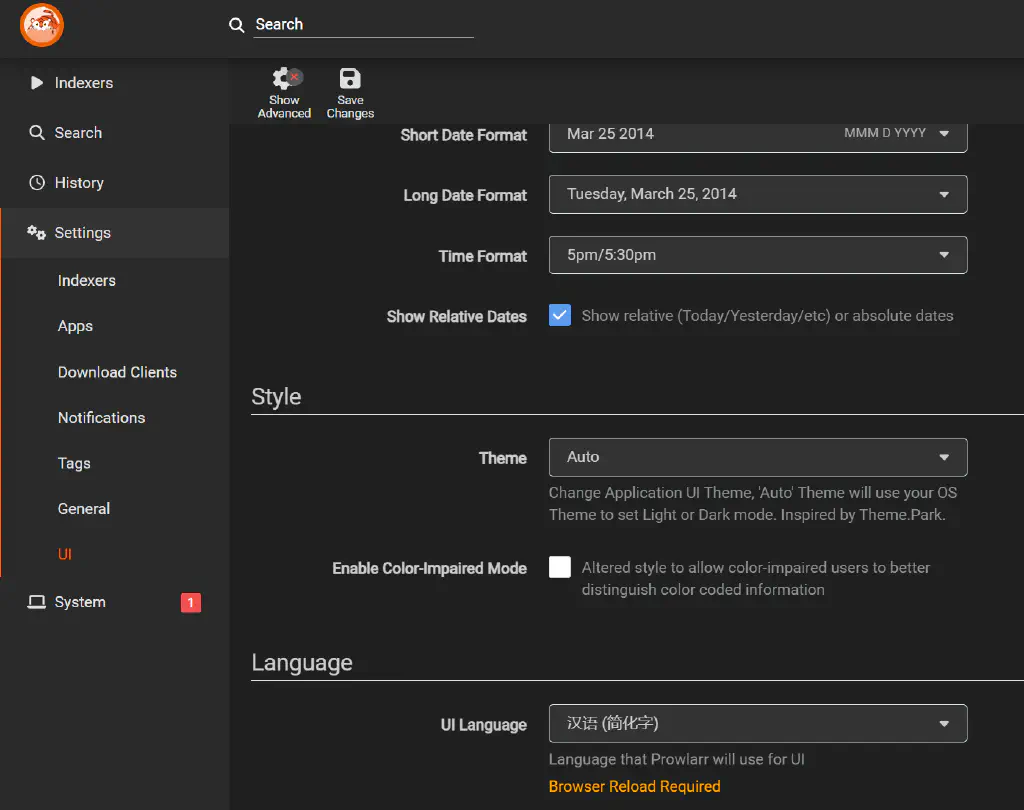 Search
Indexers
Search
History
Settings
Indexers
Apps
Download Clients
Notifications
Tags
General
UI
System
1
Show
Advanced
Save
Changes
Short Date Format
Mar 25 2014
MMM D YYYY
Long Date Format
Tuesday, March 25, 2014
Time Format
5pm/5:30pm
Show Relative Dates
Show relative (Today/Yesterday/etc) or absolute dates
Style
Theme
Auto
Change Application UI Theme, 'Auto' Theme will use your OS
Theme to set Light or Dark mode. Inspired by Theme.Park.
Enable Color-Impaired Mode
Altered style to allow color-impaired users to better
distinguish color coded information
Language
UI Language
汉语 (简化字)
Language that Prowlarr will use for UI
Browser Reload Required